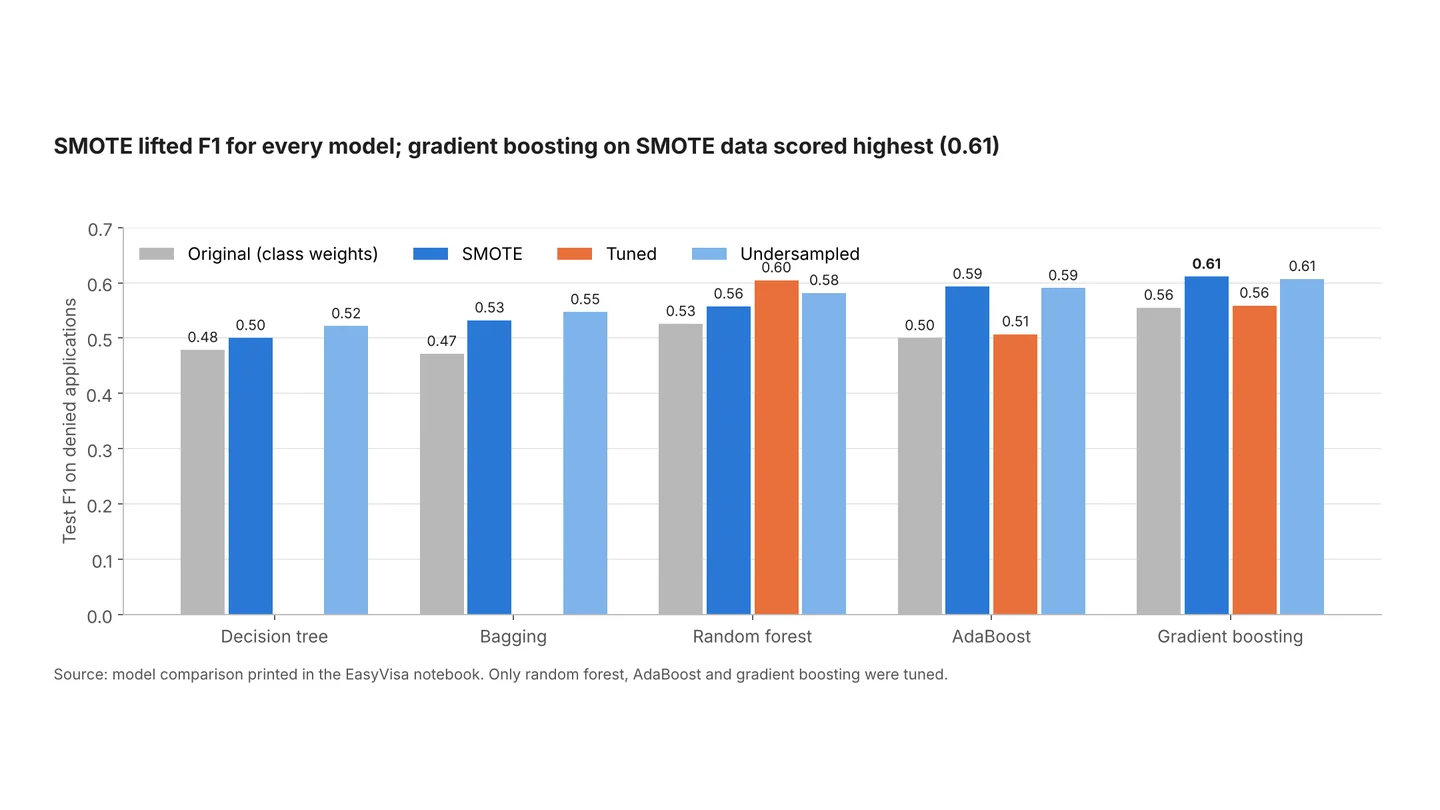 SMOTE lifted F1 for every model; gradient boosting on SMOTE data scored highest (0.61)
Original (class weights) SMOTE Tuned Undersampled
Test F1 on denied applications
0.7
0.6
0.5
0.4
0.3
0.2
0.1
0.0
0.48 0.50 0.52
0.47 0.53 0.55
0.53 0.56 0.60 0.58
0.50 0.59 0.51 0.59
0.56 0.61 0.56 0.61
Decision tree Bagging Random forest AdaBoost Gradient boosting
Source: model comparison printed in the EasyVisa notebook. Only random forest, AdaBoost and gradient boosting were tuned.